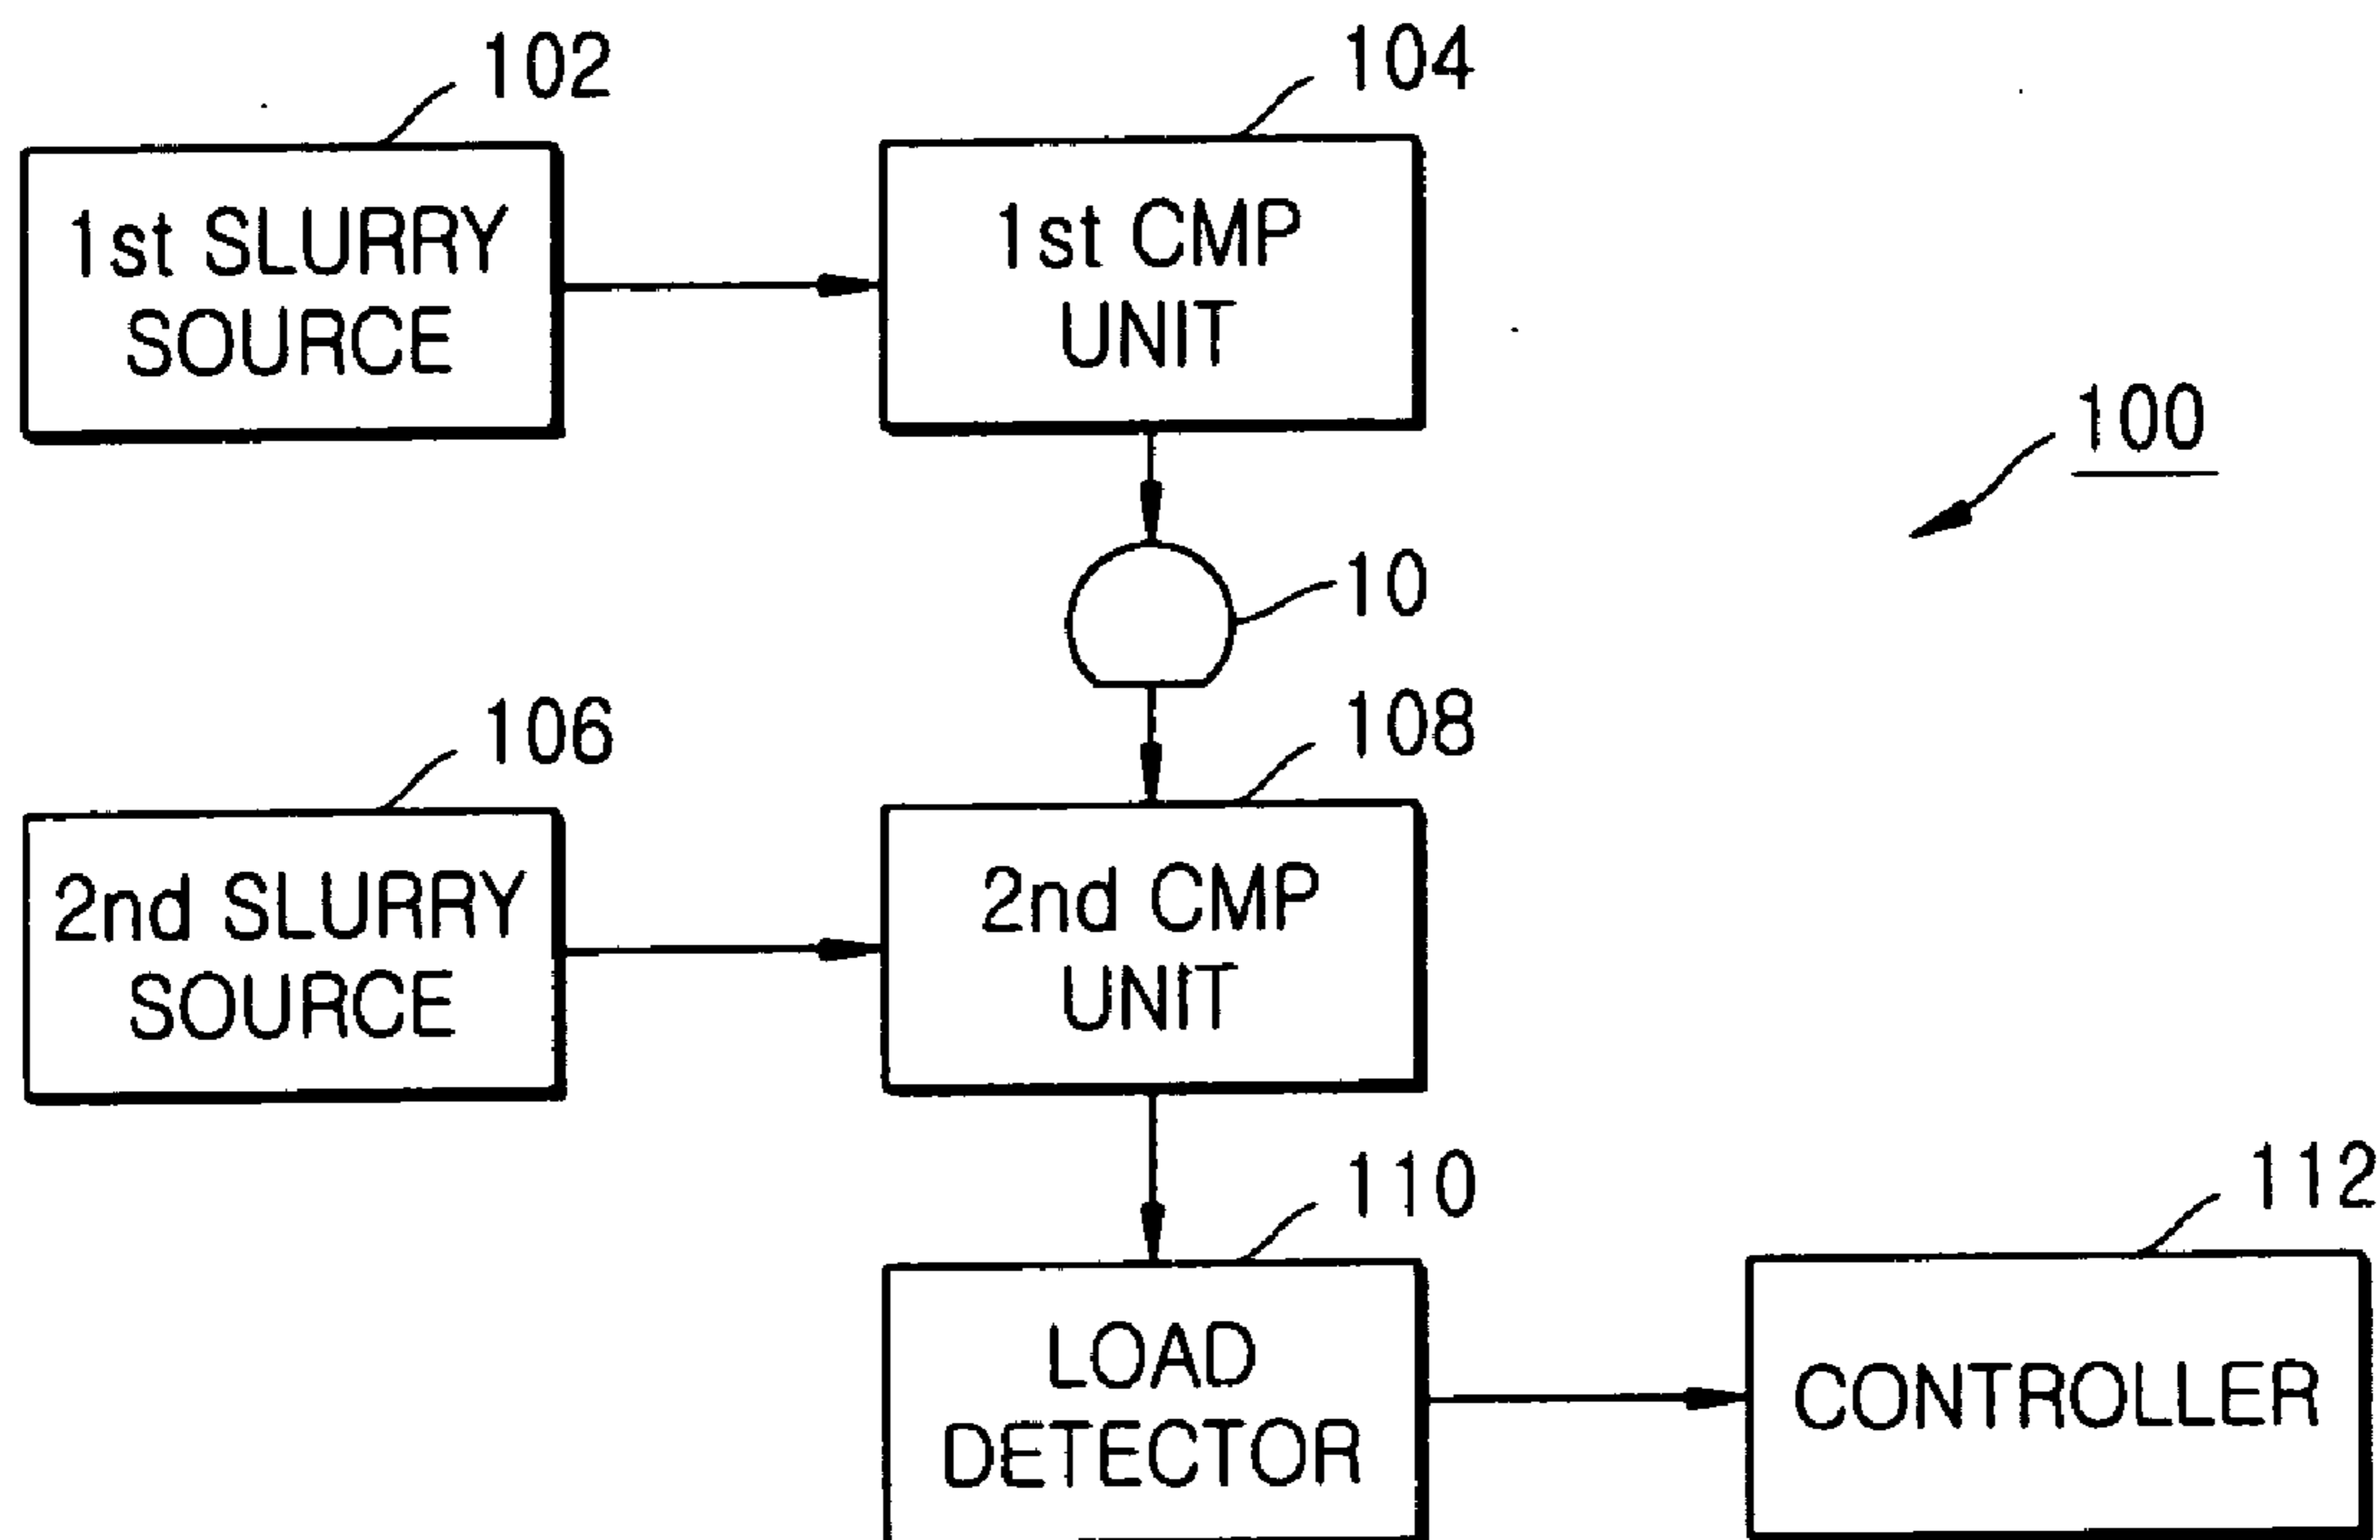 102
104
1st SLURRY
SOURCE
1st CMP
UNIT
100
10
106
108
2nd SLURRY
SOURCE
2nd CMP
UNIT
110
112
LOAD
DETECTOR
CONTROLLER